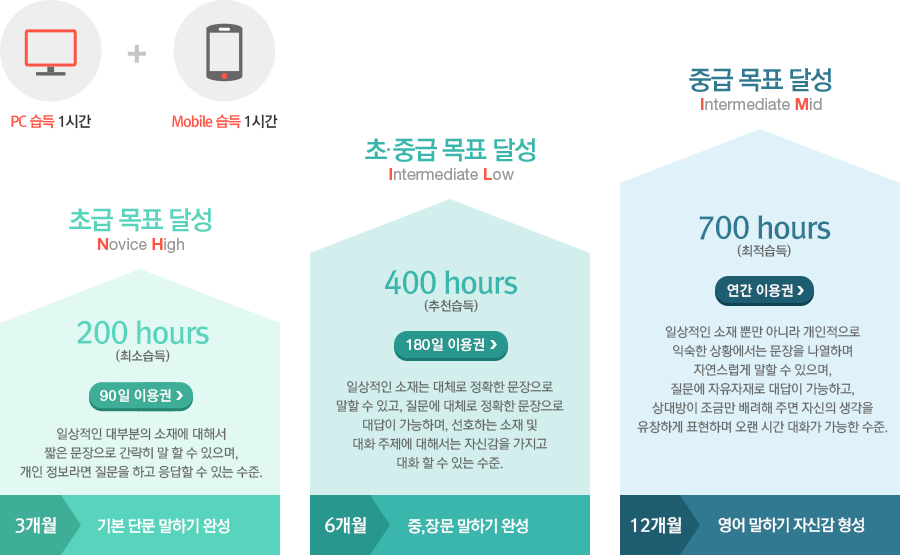 PC 습득 1시간
+
Mobile 습득 1시간
초급 목표 달성
Novice High
200 hours
(최소습득)
90일 이용권 >
일상적인 대부분의 소재에 대해서
짧은 문장으로 간략히 말 할 수 있으며,
개인 정보라면 질문을 하고 응답할 수 있는 수준.
3개월
기본 단문 말하기 완성
초·중급 목표 달성
Intermediate Low
400 hours
(추천습득)
180일 이용권 >
일상적인 소재는 대체로 정확한 문장으로
말할 수 있고, 질문에 대체로 정확한 문장으로
대답이 가능하며, 선호하는 소재 및
대화 주제에 대해서는 자신감을 가지고
대화 할 수 있는 수준.
6개월
중,장문 말하기 완성
중급 목표 달성
Intermediate Mid
700 hours
(최적습득)
연간 이용권 >
일상적인 소재 뿐만 아니라 개인적으로
익숙한 상황에서는 문장을 나열하며
자연스럽게 말할 수 있으며,
질문에 자유자재로 대답이 가능하고,
상대방이 조금만 배려해 주면 자신의 생각을
유창하게 표현하며 오랜 시간 대화가 가능한 수준.
12개월
영어 말하기 자신감 형성